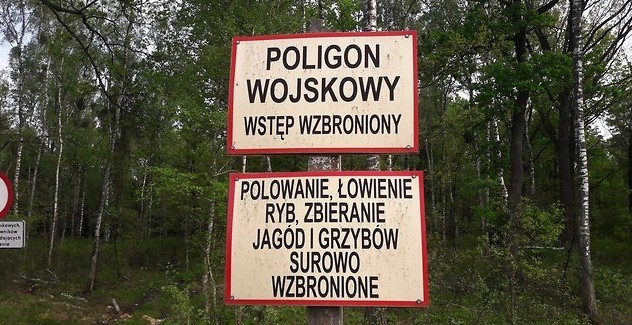 POLIGON
WOJSKOWY
WSTĘP WZBRONIONY
POLOWANIE, ŁOWIENIE
RYB, ZBIERANIE
JAGÓD I GRZYBÓW
SUROWO
WZBRONIONE